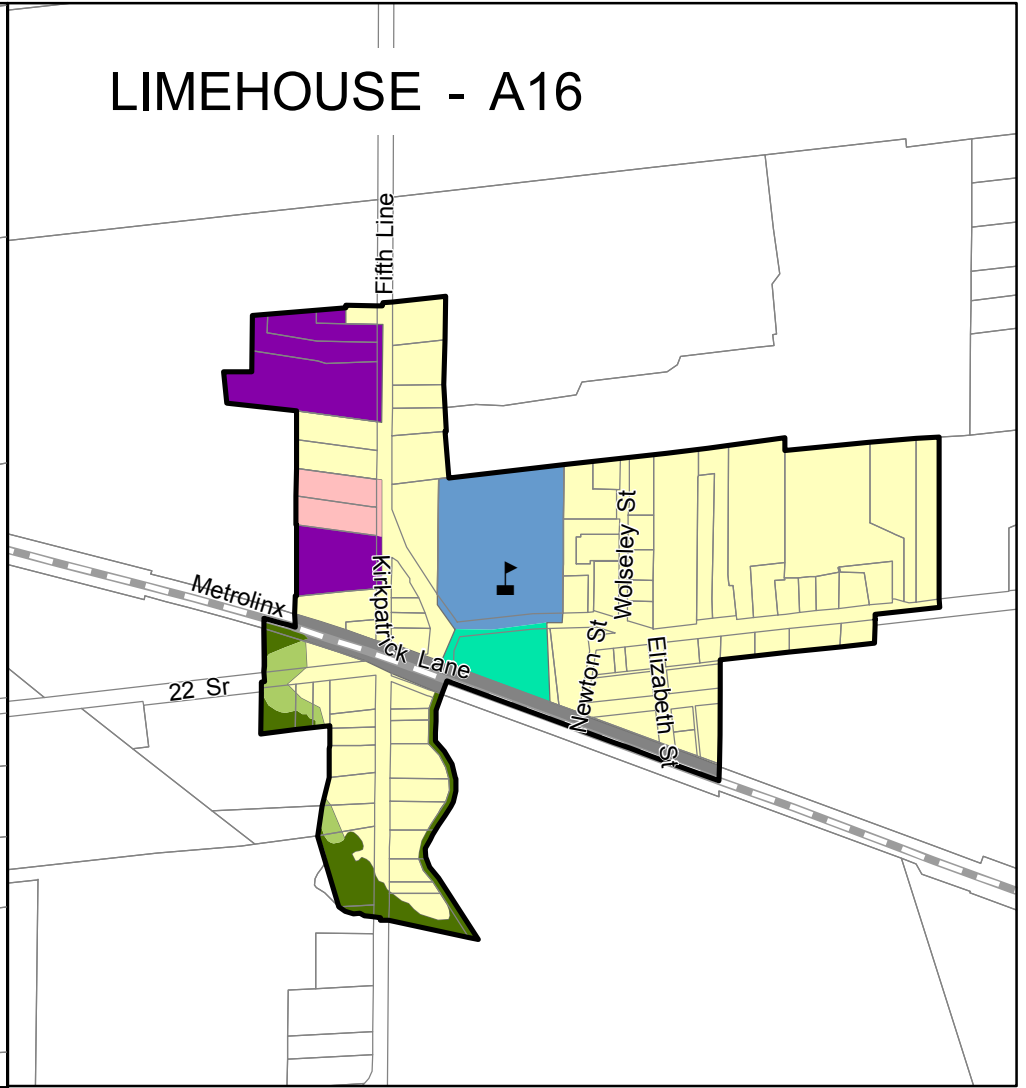 LIMEHOUSE - A16
Fifth Line
Wolseley St
Kirkpatrick Lane
Metrolinx
Newton St
Elizabeth St
22 Sr